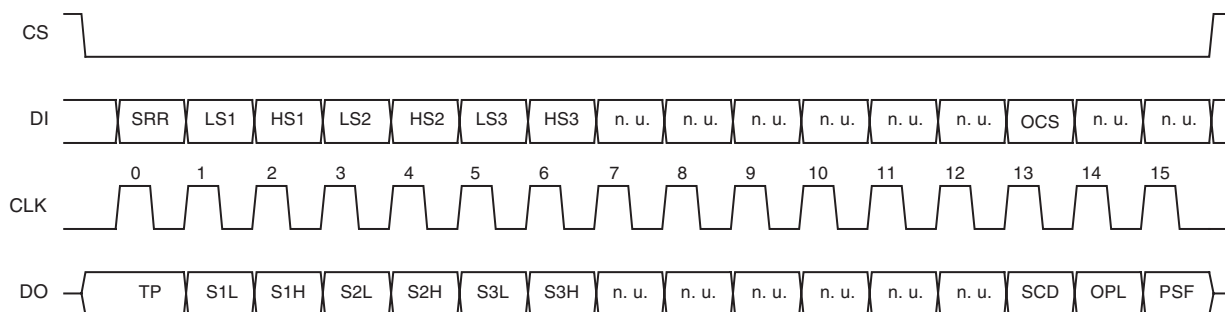 CS
DI SRR LS1 HS1 LS2 HS2 LS3 HS3 n. u. n. u. n. u. n. u. n. u. n. u. OCS n. u. n. u.
0 1 2 3 4 5 6 7 8 9 10 11 12 13 14 15
CLK
DO TP S1L S1H S2L S2H S3L S3H n. u. n. u. n. u. n. u. n. u. n. u. SCD OPL PSF